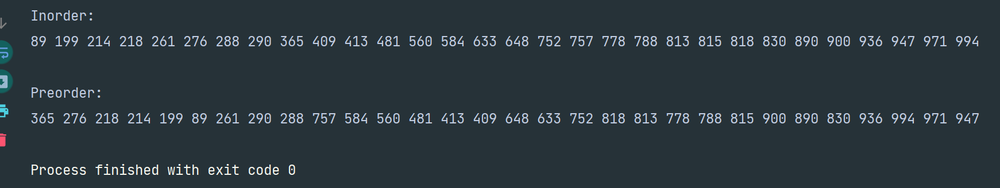 Inorder:
89 199 214 218 261 276 288 290 365 409 413 481 560 584 633 648 752 757 778 788 813 815 818 830 890 900 936 947 971 994
Preorder:
365 276 218 214 199 89 261 290 288 757 584 560 481 413 409 648 633 752 818 813 778 788 815 900 890 830 936 994 971 947
Process finished with exit code 0